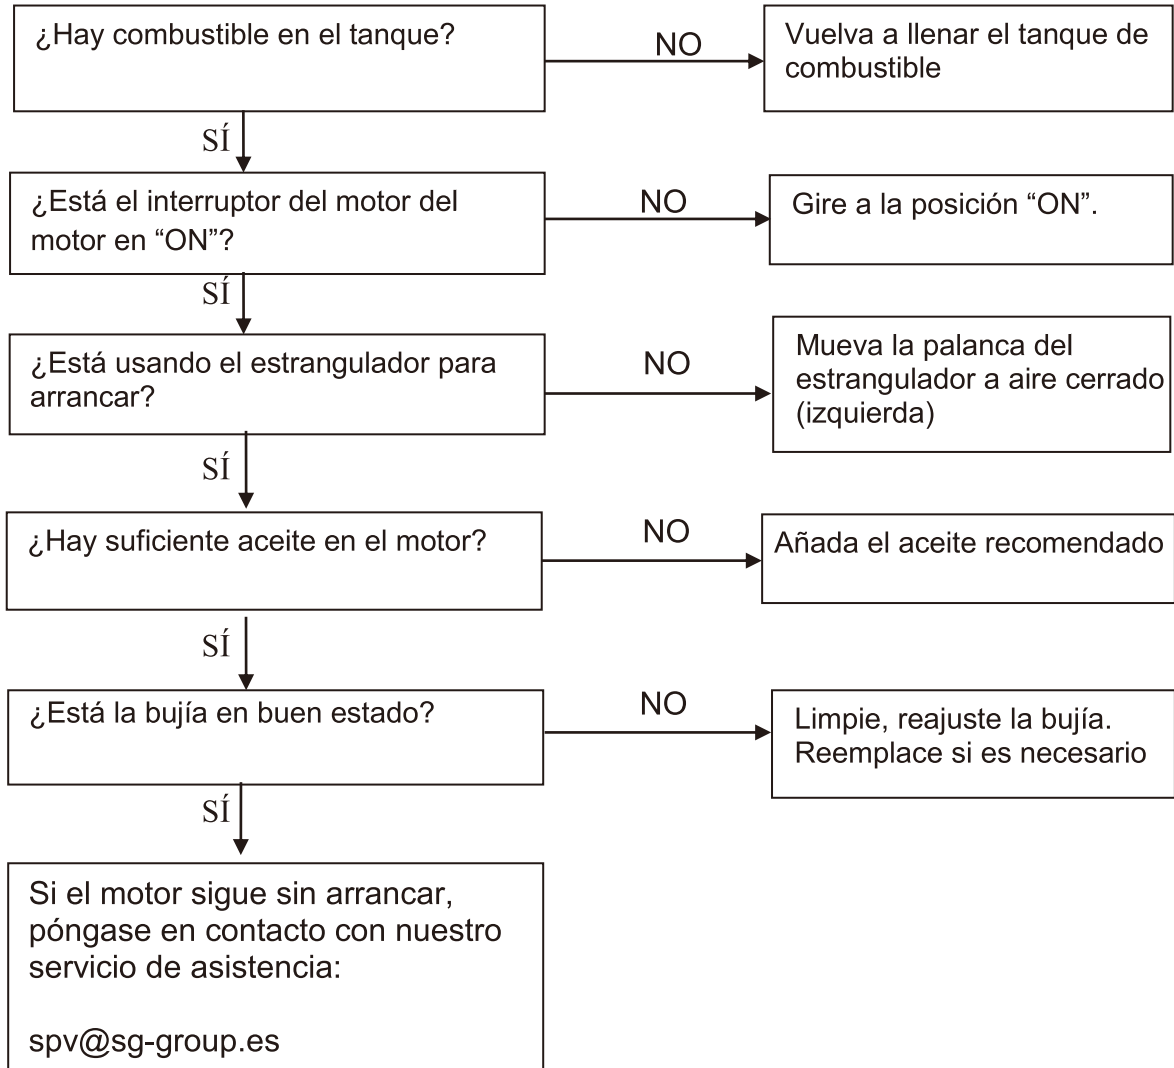 ¿Hay combustible en el tanque?
NO
Vuelva a llenar el tanque de
combustible
SÍ
¿Está el interruptor del motor del
motor en “ON”?
NO
Gire a la posición “ON”.
SÍ
¿Está usando el estrangulador para
arrancar?
NO
Mueva la palanca del
estrangulador a aire cerrado
(izquierda)
SÍ
¿Hay suficiente aceite en el motor?
NO
Añada el aceite recomendado
SÍ
¿Está la bujía en buen estado?
NO
Limpie, reajuste la bujía.
Reemplace si es necesario
SÍ
Si el motor sigue sin arrancar,
póngase en contacto con nuestro
servicio de asistencia:
spv@sg-group.es